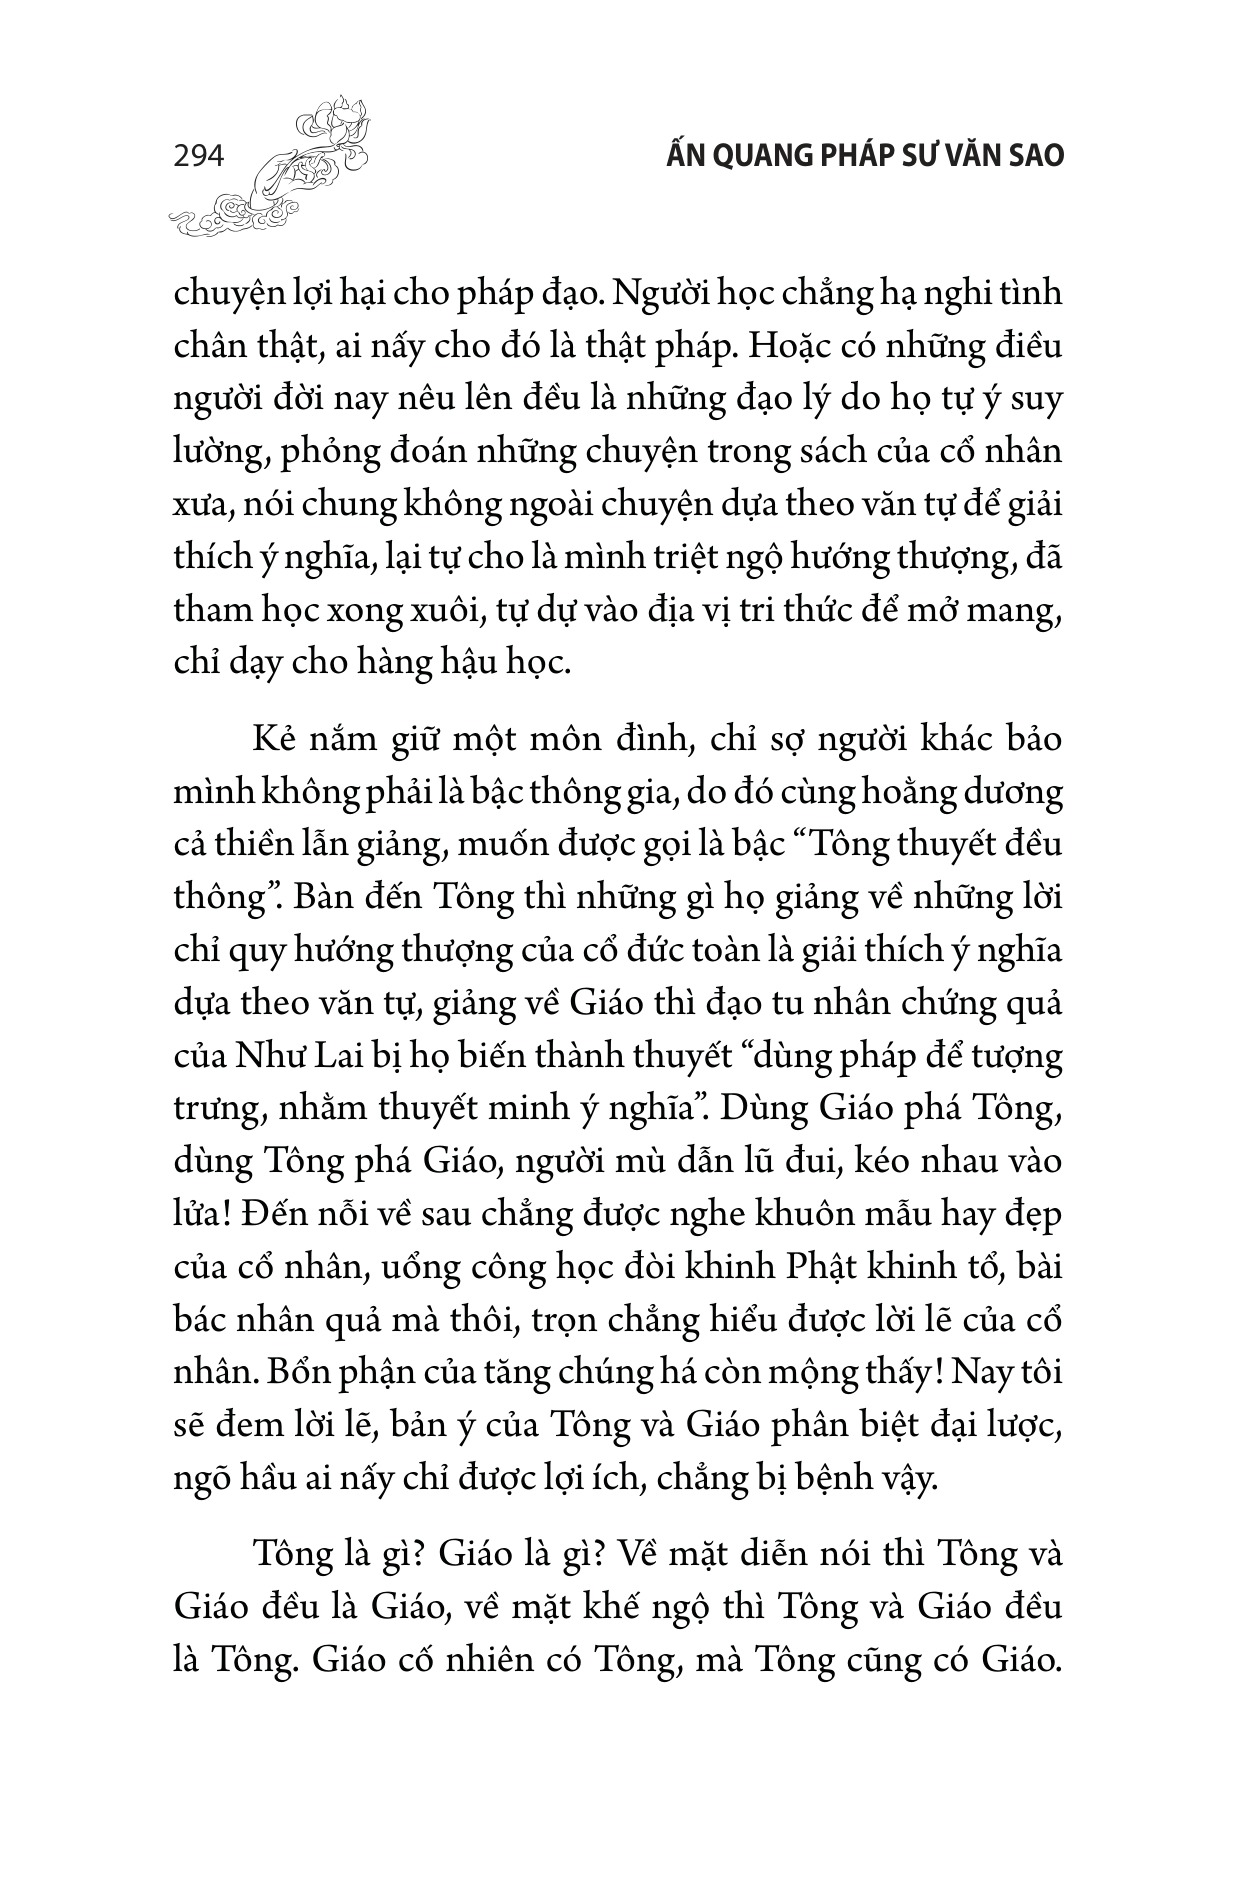 294
ẤN QUANG PHÁP SƯ VĂN SAO
chuyện lợi hại cho pháp đạo. Người học chẳng hạ nghi tình
chân thật, ai nấy cho đó là thật pháp. Hoặc có những điều
người đời nay nêu lên đều là những đạo lý do họ tự ý suy
lường, phỏng đoán những chuyện trong sách của cổ nhân
xưa, nói chung không ngoài chuyện dựa theo văn tự để giải
thích ý nghĩa, lại tự cho là mình triệt ngộ hướng thượng, đã
tham học xong xuôi, tự dự vào địa vị tri thức để mở mang,
chỉ dạy cho hàng hậu học.
Kẻ nắm giữ một môn đình, chỉ sợ người khác bảo
mình không phải là bậc thông gia, do đó cùng hoằng dương
cả thiền lẫn giảng, muốn được gọi là bậc “Tông thuyết đều
thông”. Bàn đến Tông thì những gì họ giảng về những lời
chỉ quy hướng thượng của cổ đức toàn là giải thích ý nghĩa
dựa theo văn tự, giảng về Giáo thì đạo tu nhân chứng quả
của Như Lai bị họ biến thành thuyết “dùng pháp để tượng
trưng, nhằm thuyết minh ý nghĩa”. Dùng Giáo phá Tông,
dùng Tông phá Giáo, người mù dẫn lũ đui, kéo nhau vào
lửa! Đến nỗi về sau chẳng được nghe khuôn mẫu hay đẹp
của cổ nhân, uổng công học đòi khinh Phật khinh tổ, bài
bác nhân quả mà thôi, trọn chẳng hiểu được lời lẽ của cổ
nhân. Bổn phận của tăng chúng há còn mộng thấy! Nay tôi
sẽ đem lời lẽ, bản ý của Tông và Giáo phân biệt đại lược,
ngõ hầu ai nấy chỉ được lợi ích, chẳng bị bệnh vậy.
Tông là gì? Giáo là gì? Về mặt diễn nói thì Tông và
Giáo đều là Giáo, về mặt khế ngộ thì Tông và Giáo đều
là Tông. Giáo cố nhiên có Tông, mà Tông cũng có Giáo.